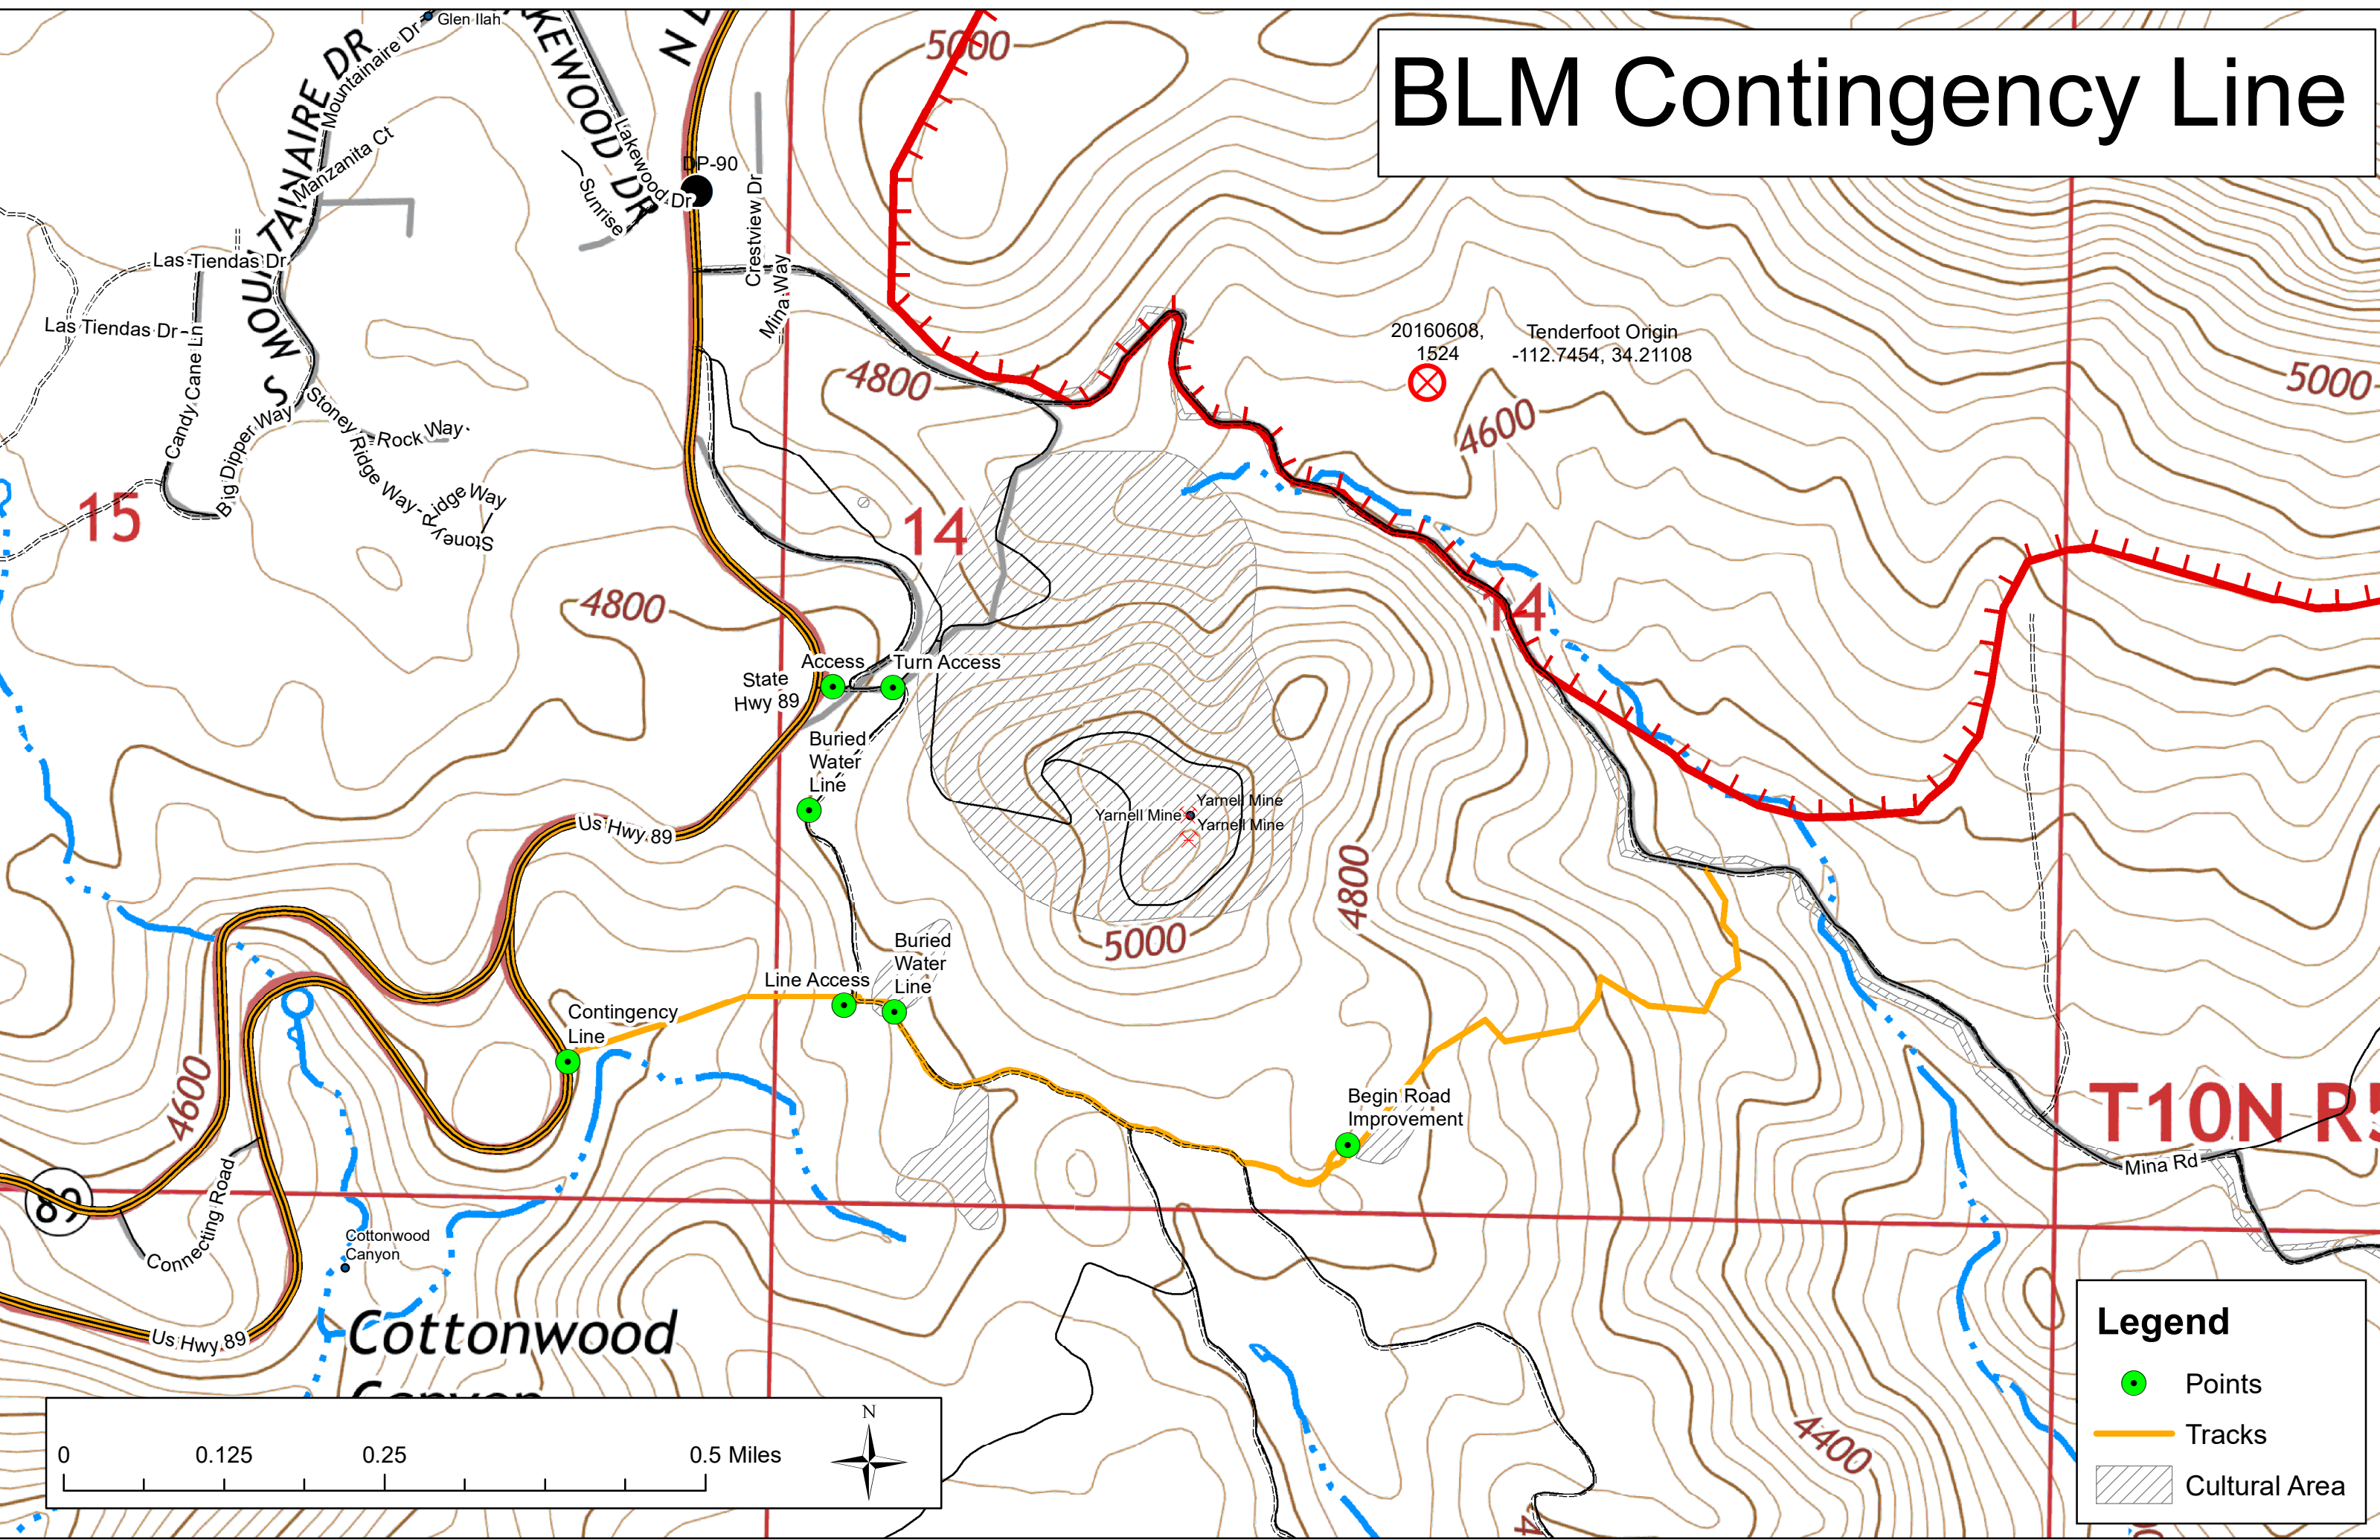 BLM Contingency Line
Glen Ilah
Mountainaire Dr
S MOUNTAINAIRE DR
Manzanita Ct
LAKEWOOD DR
Lakewood Dr
Sunrise
N
DP-90
Crestview Dr
Mina Way
5000
Las Tiendas Dr
Las Tiendas Dr
Candy Cane Ln
Big Dipper Way
Stoney Ridge Way
Rock Way
Stoney Ridge Way
15
14
14
4800
20160608,
1524
Tenderfoot Origin
-112.7454, 34.21108
4600
5000
4800
Access
Turn Access
State
Hwy 89
Buried
Water
Line
Us Hwy 89
Yarnell Mine
Yarnell Mine
Yarnell Mine
4800
5000
Buried
Water
Line
Line Access
Contingency
Line
4600
Begin Road
Improvement
T10N R5
Mina Rd
89
Connecting Road
Cottonwood
Canyon
Us Hwy 89
Cottonwood
Canyon
4400
0 0.125 0.25 0.5 Miles
N
Legend
Points
Tracks
Cultural Area